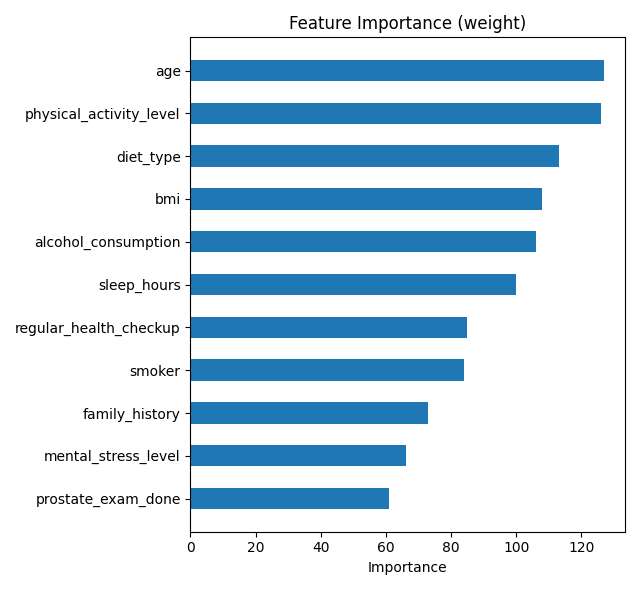 Feature Importance (weight)
age
physical_activity_level
diet_type
bmi
alcohol_consumption
sleep_hours
regular_health_checkup
smoker
family_history
mental_stress_level
prostate_exam_done
0 20 40 60 80 100 120
Importance